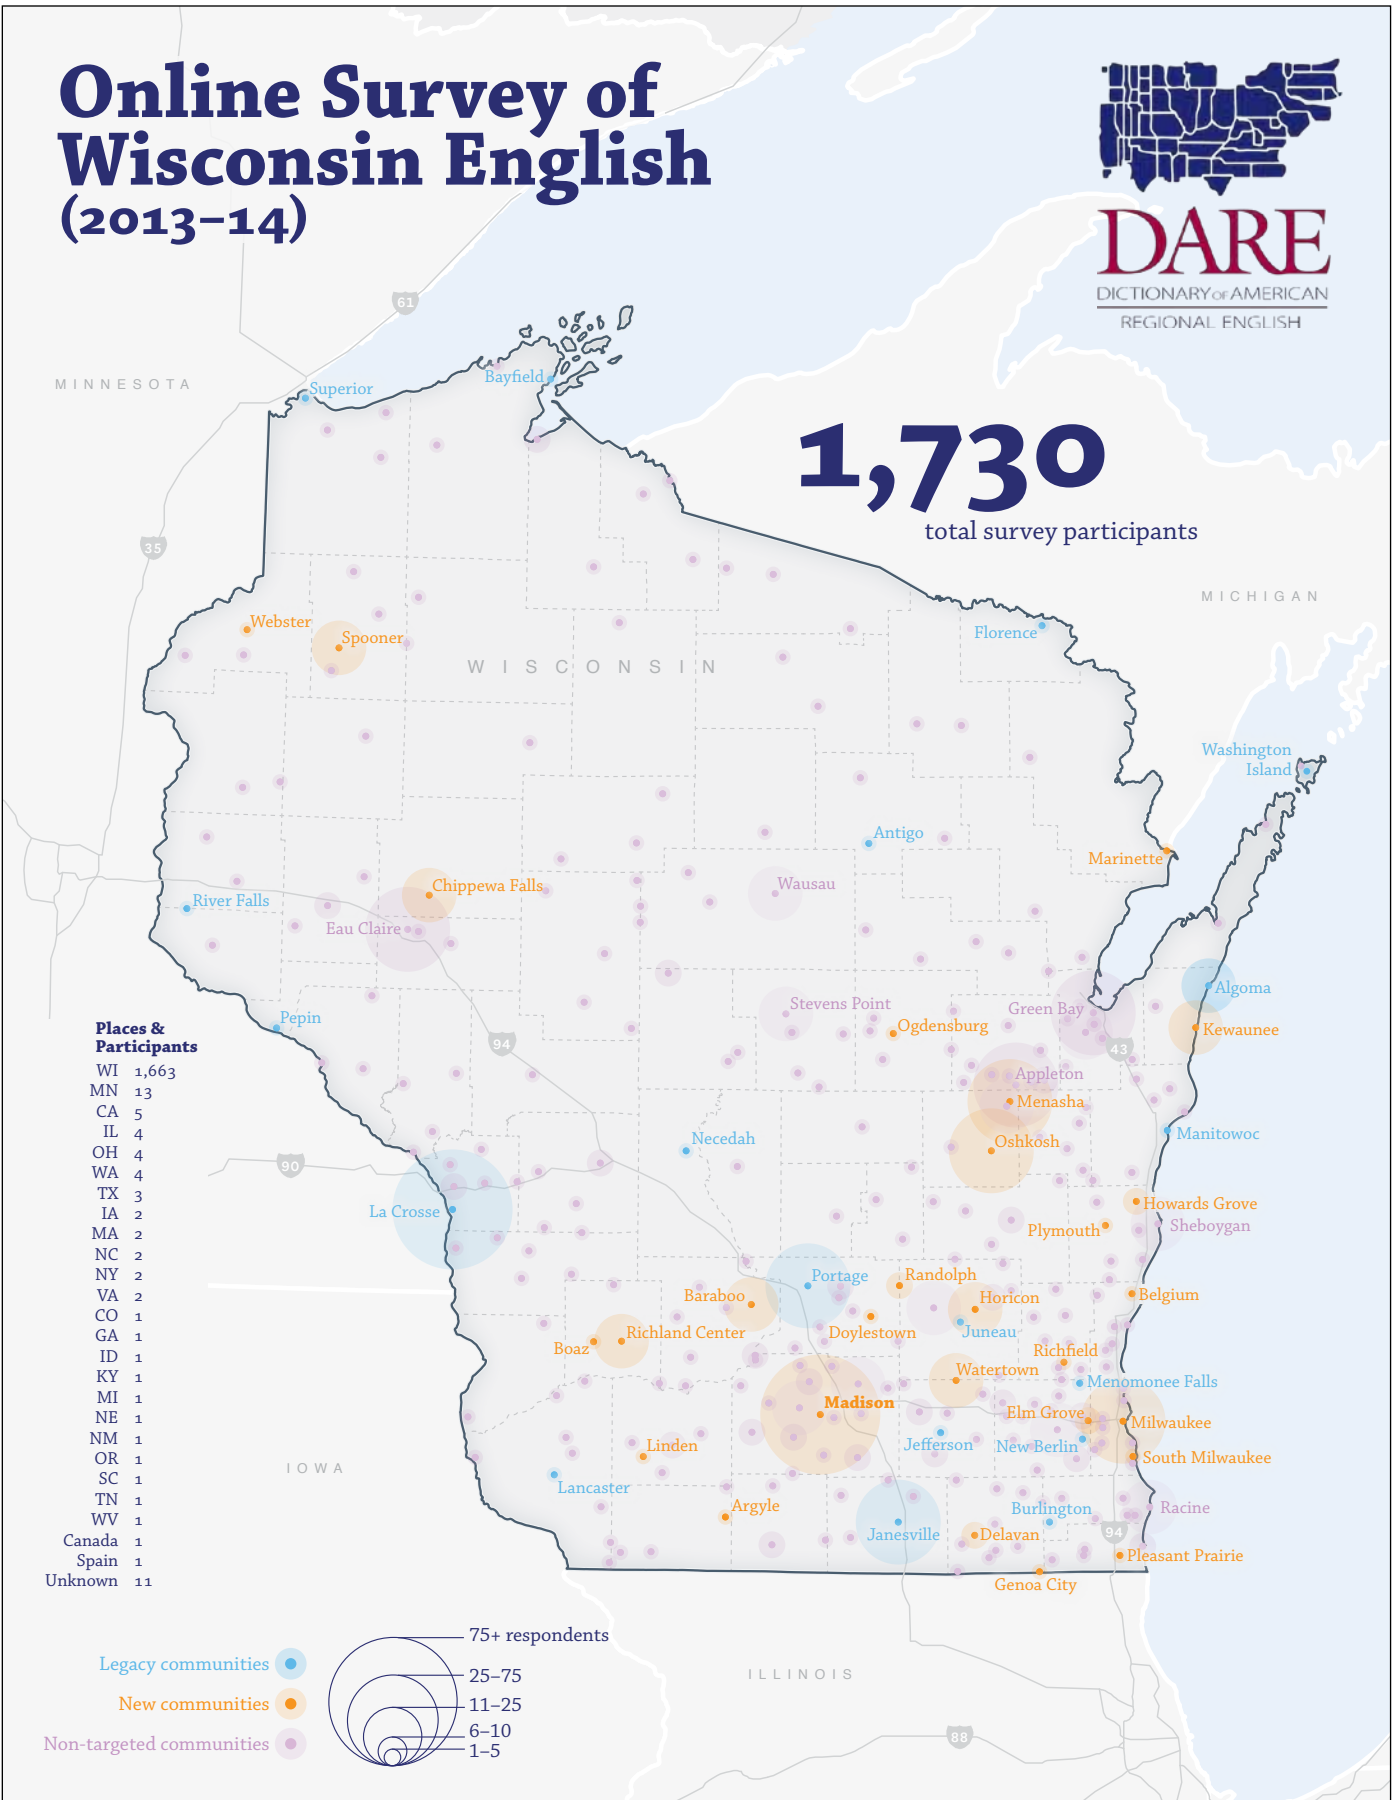 Online Survey of
Wisconsin English
(2013–14)
DARE
DICTIONARY OF AMERICAN
REGIONAL ENGLISH
61
MINNESOTA
Superior
Bayfield
1,730
total survey participants
35
MICHIGAN
Webster
Spooner
Florence
WISCONSIN
Washington
Island
Antigo
Marinette
Chippewa Falls
Wausau
River Falls
Eau Claire
Algoma
Stevens Point
Green Bay
Pepin
Ogdensburg
Kewaunee
94
43
Appleton
Menasha
Necedah
Manitowoc
Oshkosh
90
La Crosse
Howards Grove
Sheboygan
Plymouth
Portage
Randolph
Baraboo
Horicon
Belgium
Richland Center
Doylestown
Juneau
Boaz
Richfield
Watertown
Menomonee Falls
Madison
Elm Grove
Milwaukee
Linden
Jefferson
New Berlin
South Milwaukee
IOWA
Lancaster
Argyle
Burlington
Racine
Janesville
Delavan
94
Pleasant Prairie
Genoa City
Places &
Participants
WI 1,663
MN 13
CA 5
IL 4
OH 4
WA 4
TX 3
IA 2
MA 2
NC 2
NY 2
VA 2
CO 1
GA 1
ID 1
KY 1
MI 1
NE 1
NM 1
OR 1
SC 1
TN 1
WV 1
Canada 1
Spain 1
Unknown 11
Legacy communities
New communities
Non-targeted communities
75+ respondents
25–75
11–25
6–10
1–5
ILLINOIS
88